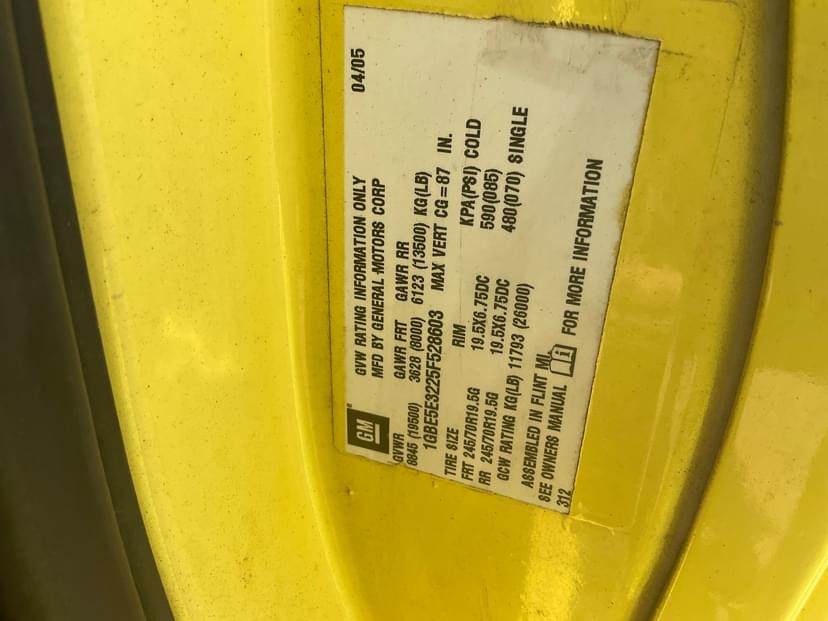 04/05
GM
GVW RATING INFORMATION ONLY
MFD BY GENERAL MOTORS CORP
GVWR GAWR FRT GAWR RR
8845 (19500) 3628 (8000) 6123 (13500) KG(LB)
1GBE5E3225F528603 MAX VERT CG=87 IN.
TIRE SIZE RIM KPA(PSI) COLD
FRT 245/70R19.5G 19.5X6.75DC 590(085)
RR 245/70R19.5G 19.5X6.75DC 480(070) SINGLE
GCW RATING KG(LB) 11793 (26000)
ASSEMBLED IN FLINT MI.
SEE OWNERS MANUAL FOR MORE INFORMATION
312